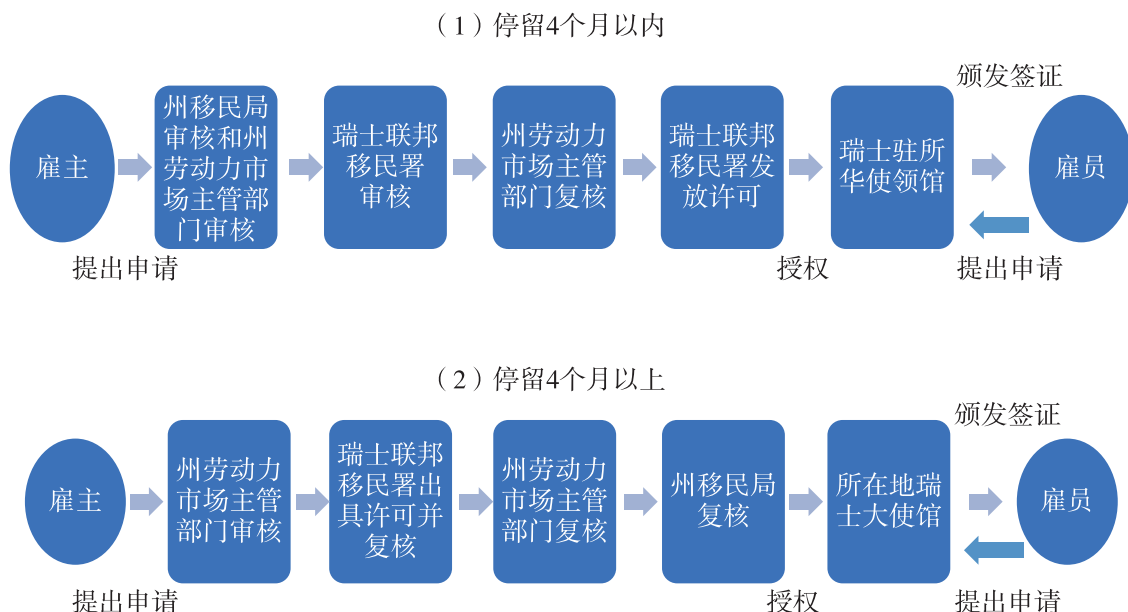 （1）停留4个月以内
颁发签证
雇主
州移民局
审核和州
劳动力市
场主管部
门审核
瑞士联邦
移民署
审核
州劳动力
市场主管
部门复核
瑞士联邦
移民署发
放许可
瑞士驻所
华使领馆
雇员
提出申请
授权
提出申请
（2）停留4个月以上
颁发签证
雇主
州劳动力
市场主管
部门审核
瑞士联邦
移民署出
具许可并
复核
州劳动力
市场主管
部门复核
州移民局
复核
所在地瑞
士大使馆
雇员
提出申请
授权
提出申请